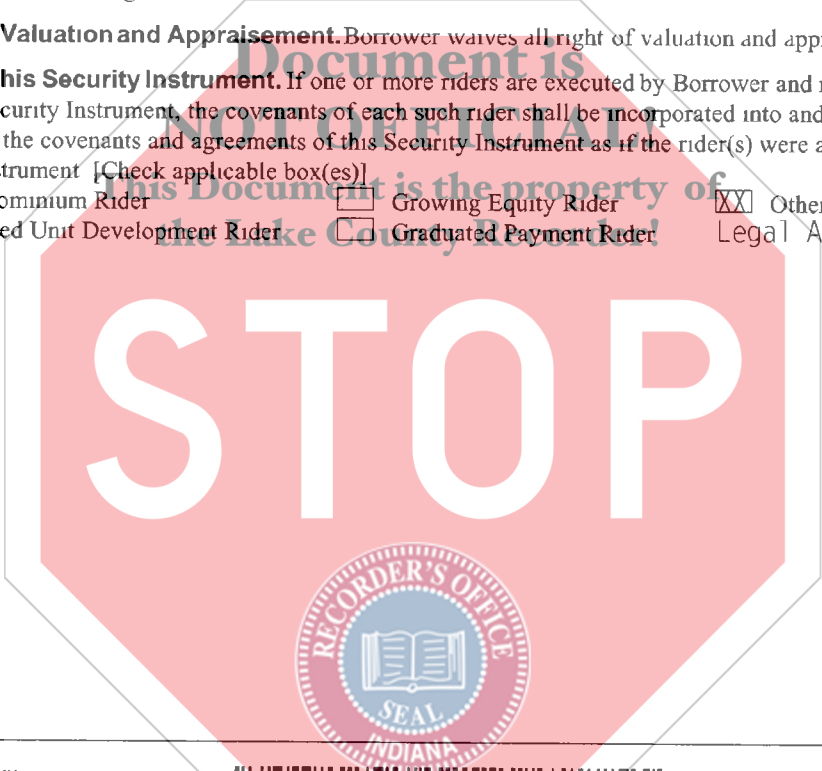 Valuation and Appraisement. Borrower waives all right of valuation and appr
Document is
his Security Instrument. If one or more riders are executed by Borrower and
curity Instrument, the covenants of each such rider shall be incorporated into and
NOT OFFICIAL!
the covenants and agreements of this Security Instrument as if the rider(s) were a
trument [Check applicable box(es)]
This Document is the property of
ominium Rider Growing Equity Rider XX Other
the Lake County Recorder!
ed Unit Development Rider Graduated Payment Rider Legal A
STOP
RECORDER'S OFFICE
SEAL
INDIANA